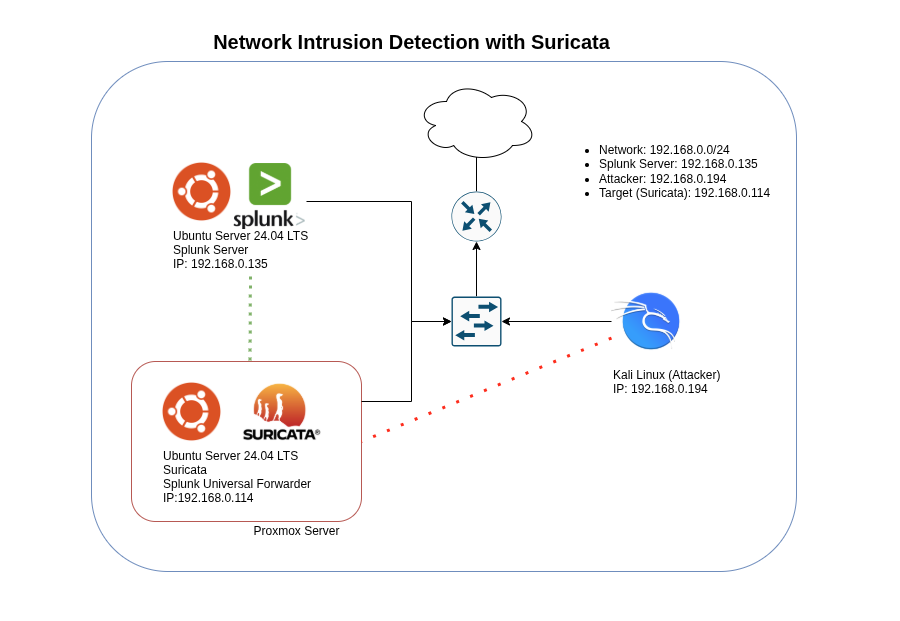 Network Intrusion Detection with Suricata
Network: 192.168.0.0/24
Splunk Server: 192.168.0.135
Attacker: 192.168.0.194
Target (Suricata): 192.168.0.114
splunk>
Ubuntu Server 24.04 LTS
Splunk Server
IP: 192.168.0.135
Kali Linux (Attacker)
IP: 192.168.0.194
SURICATA®
Ubuntu Server 24.04 LTS
Suricata
Splunk Universal Forwarder
IP:192.168.0.114
Proxmox Server